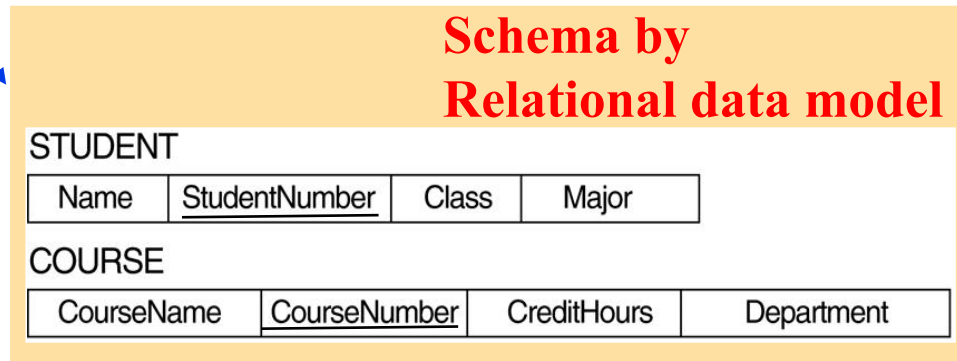 Schema by
Relational data model
STUDENT
Name StudentNumber Class Major
COURSE
CourseName CourseNumber CreditHours Department